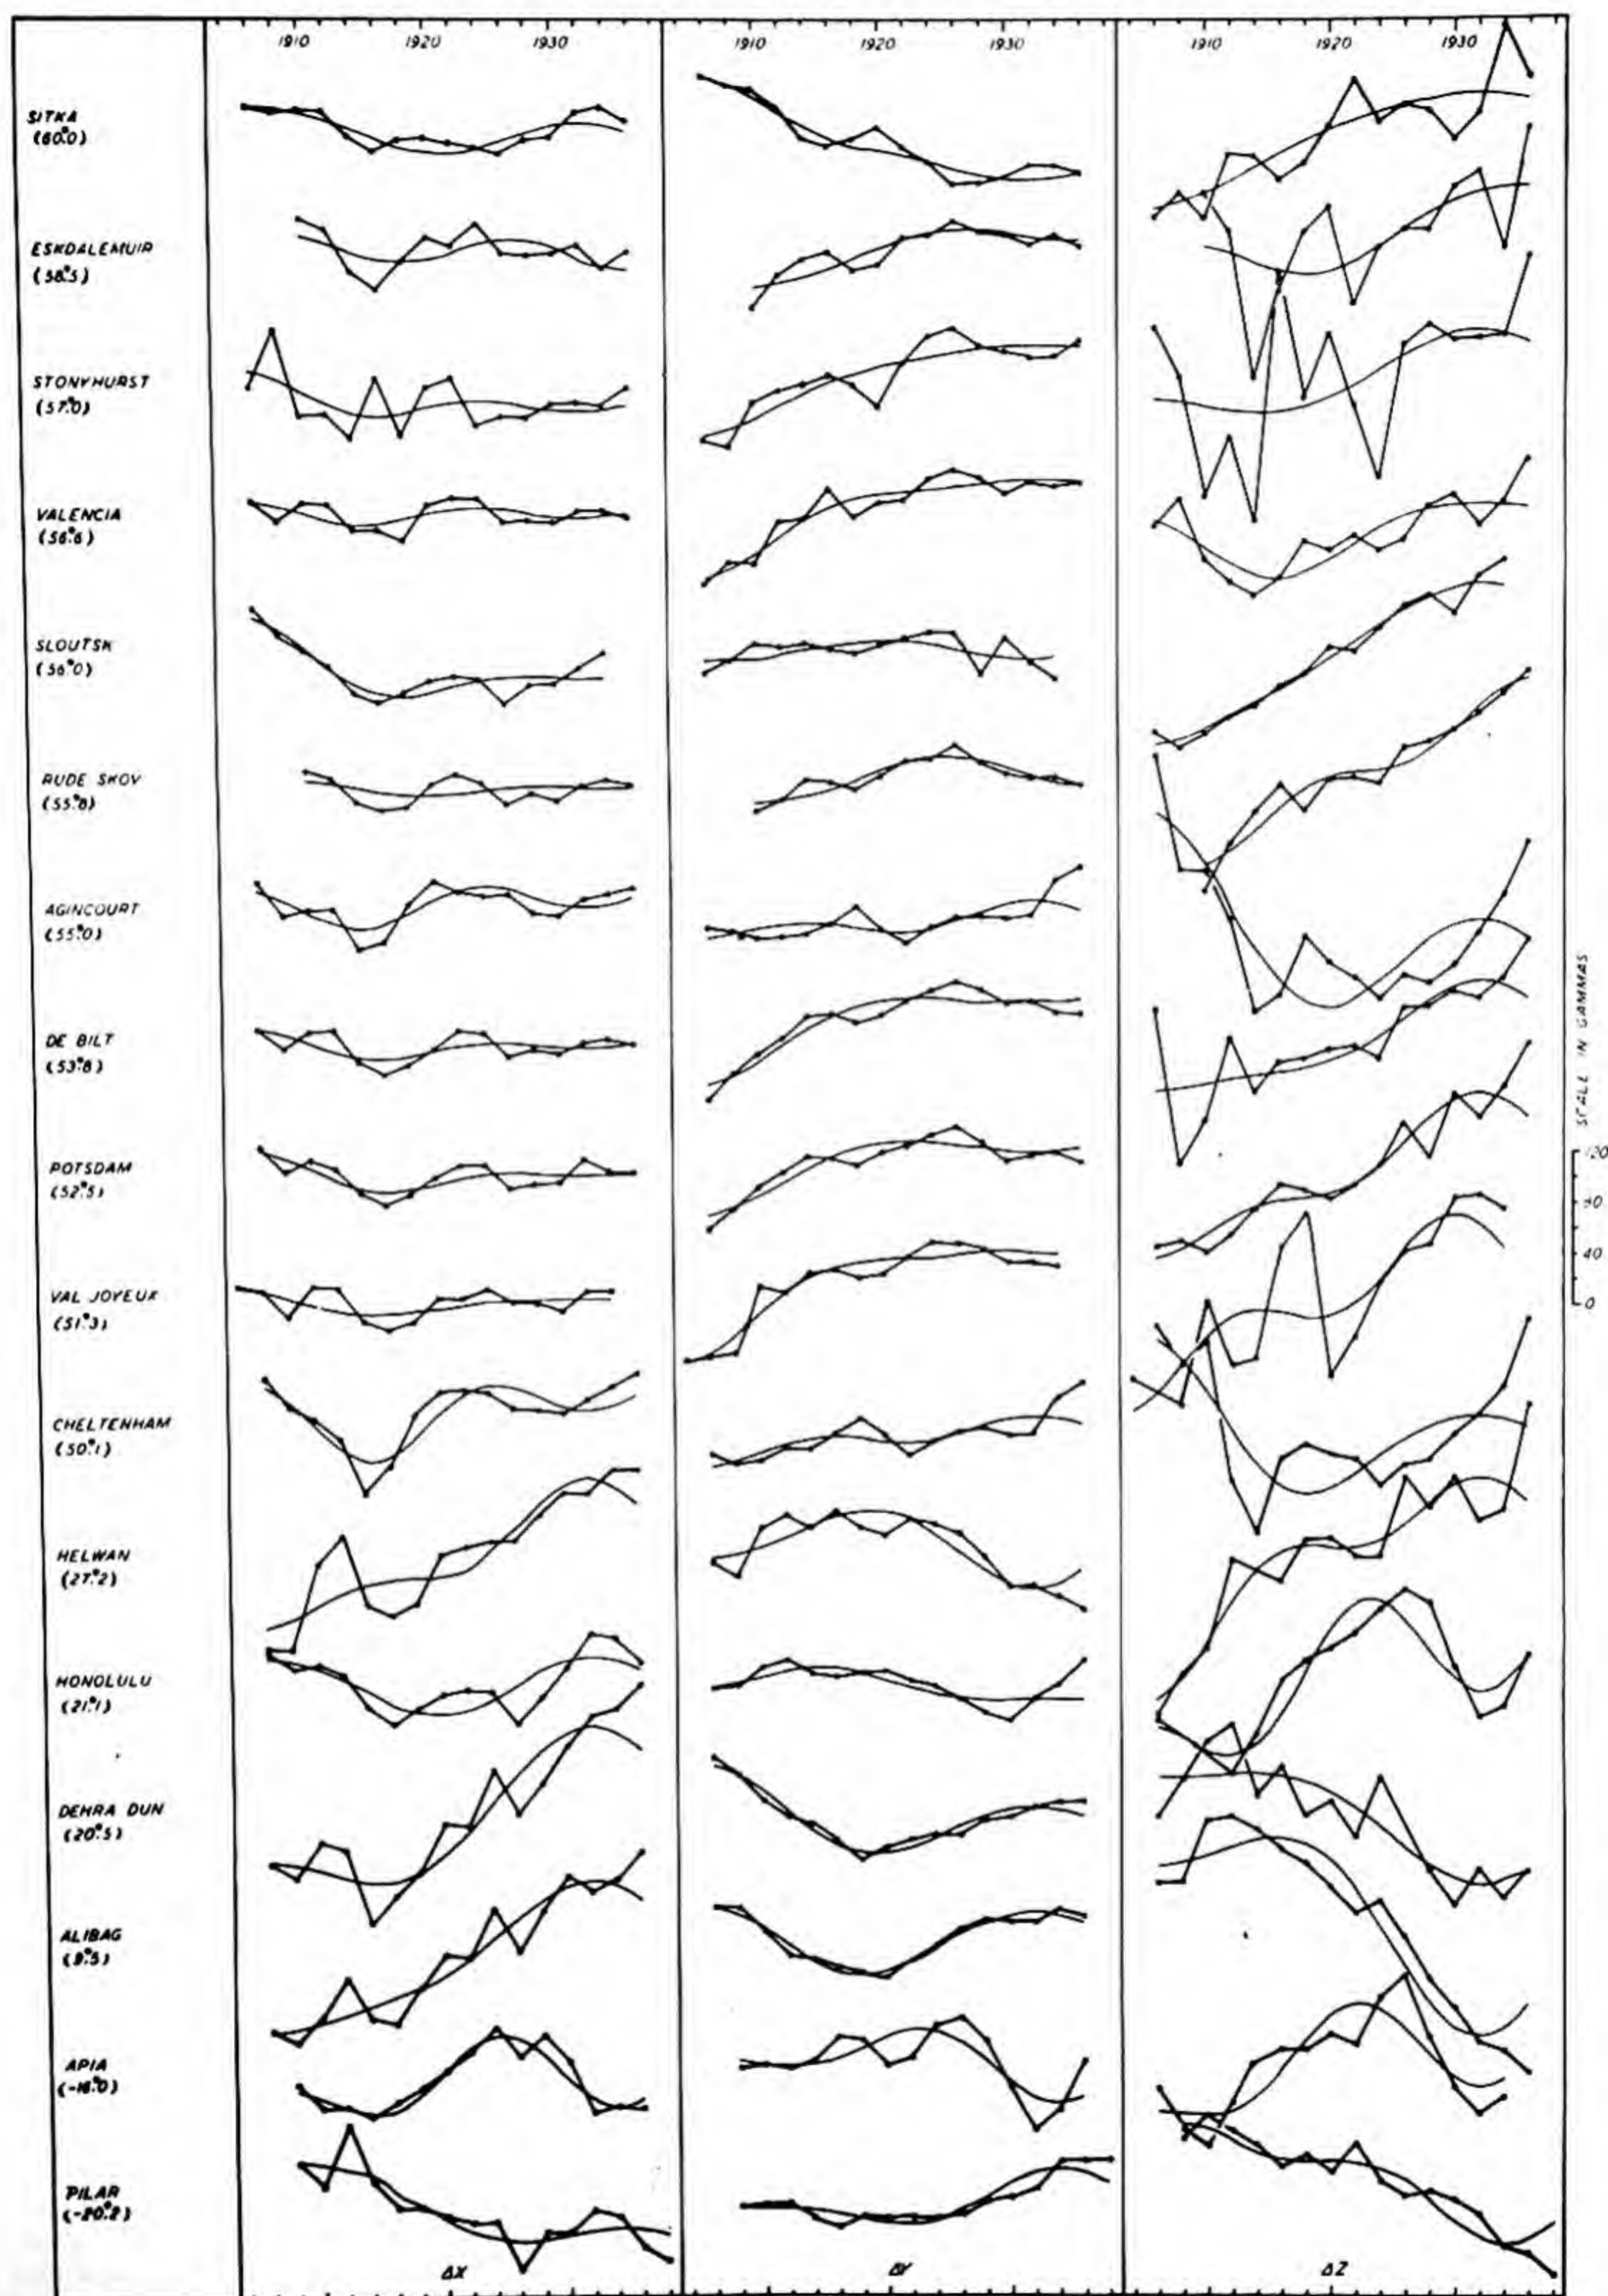 1910 1920 1930 1910 1920 1930 1910 1920 1930
SITKA
(60°.0)
ESKDALEMUIR
(58°.5)
STONYHURST
(57°.0)
VALENCIA
(56°.6)
SLOUTSK
(56°.0)
RUDE SKOV
(55°.8)
AGINCOURT
(55°.0)
DE BILT
(53°.8)
POTSDAM
(52°.5)
VAL JOYEUX
(51°.3)
CHELTENHAM
(50°.1)
HELWAN
(27°.2)
HONOLULU
(21°.1)
DEHRA DUN
(20°.5)
ALIBAG
(9°.5)
APIA
(-16°.0)
PILAR
(-20°.2)
ΔX ΔY ΔZ
SCALE IN GAMMAS
120
80
40
0